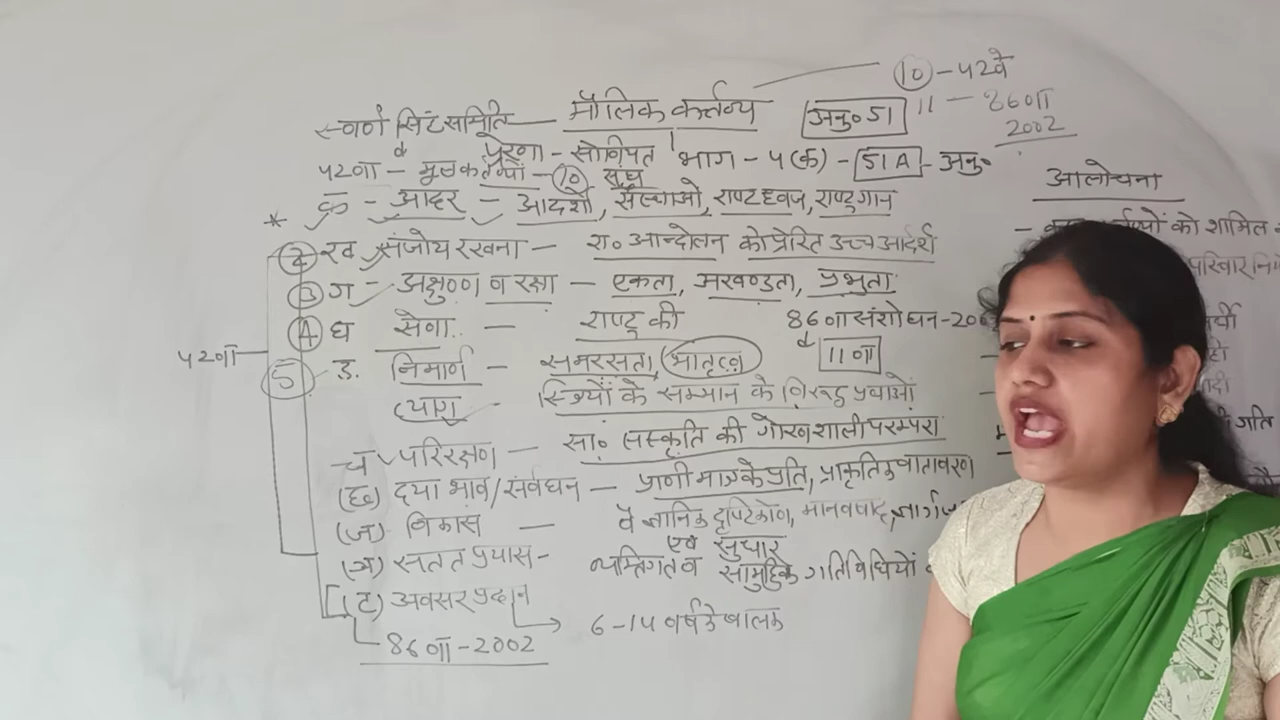 ⑩ - 42वे
स्वर्ण सिंह समिति — मौलिक कर्तव्य अनु० 51 11 - 86वा
2002
प्रेरणा - सोवियत संघ भाग - 4(क) - 51A - अनु०
42वा - मूल कर्तव्यों - ⑩
आलोचना
* क - आदर - आदर्शो, संस्थाओ, राष्ट्रध्वज, राष्ट्रगान
② ख संजोय रखना — रा० आन्दोलन को प्रेरित उच्च आदर्श
- को शामिल
③ ग - अक्षुण्ण व रक्षा — एकता, अखण्डता, प्रभुता
④ घ सेवा — राष्ट्र की 86वा संशोधन - 200
11वा
42वा
⑤ ङ. निर्माण - समरसता, भातृत्व
त्याग - स्त्रियों के सम्मान के विरूद्ध प्रथाओं
च परिरक्षण — सा० संस्कृति की गौरवशाली परम्परा
(छ) दया भाव/संवर्धन — प्राणी मात्र के प्रति, प्राकृतिक वातावरण
(ज) विकास — वैज्ञानिक दृष्टिकोण, मानववाद,
एवं सुधार
(ञ) सतत प्रयास - व्यक्तिगत व सामुहिक गतिविधियों
(ट) अवसर प्रदान → 6-14 वर्ष के बालक
86वा - 2002